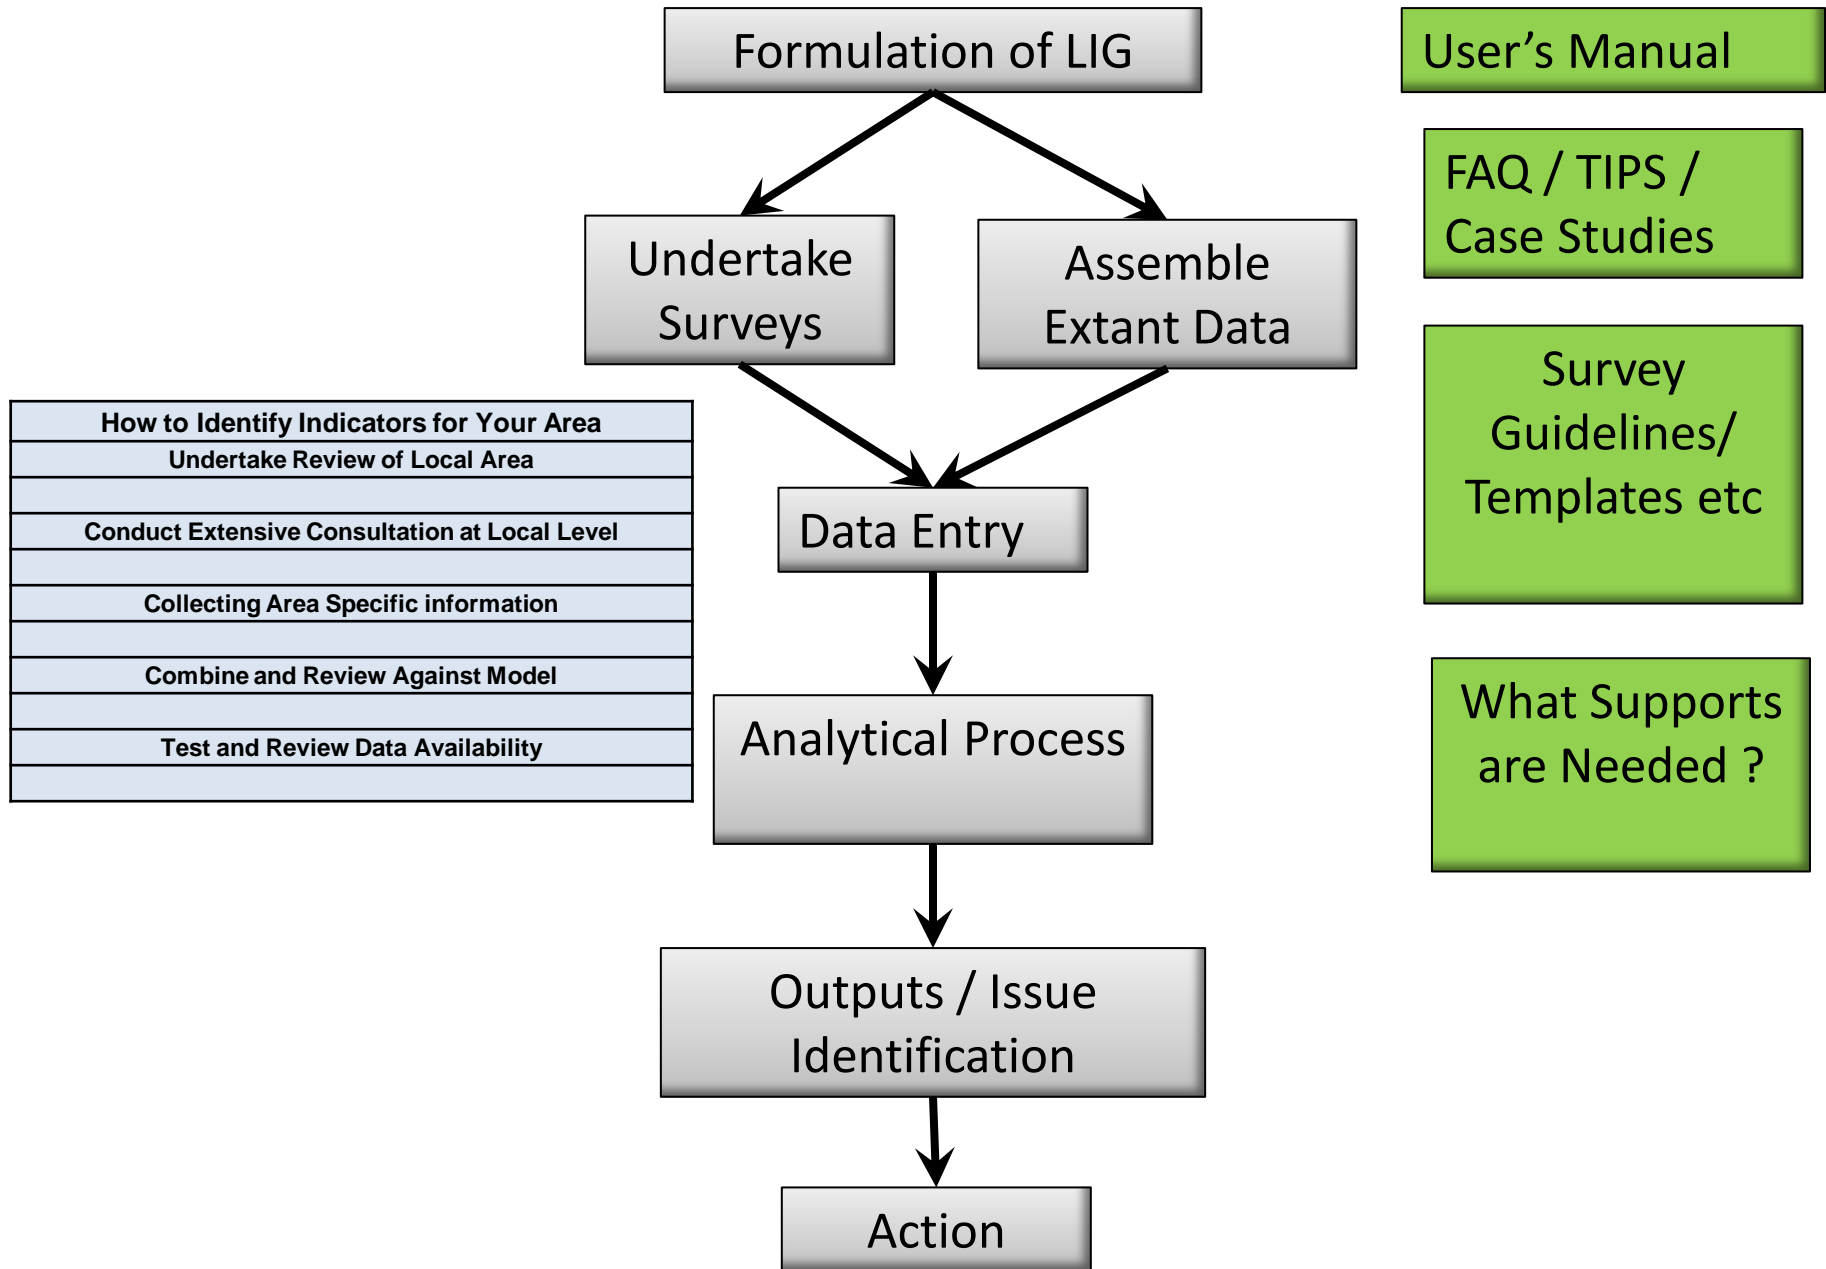 Formulation of LIG
User’s Manual
FAQ / TIPS /
Case Studies
Undertake
Surveys
Assemble
Extant Data
Survey
Guidelines/
Templates etc
How to Identify Indicators for Your Area
Undertake Review of Local Area
Conduct Extensive Consultation at Local Level
Collecting Area Specific information
Combine and Review Against Model
Test and Review Data Availability
Data Entry
What Supports
are Needed ?
Analytical Process
Outputs / Issue
Identification
Action